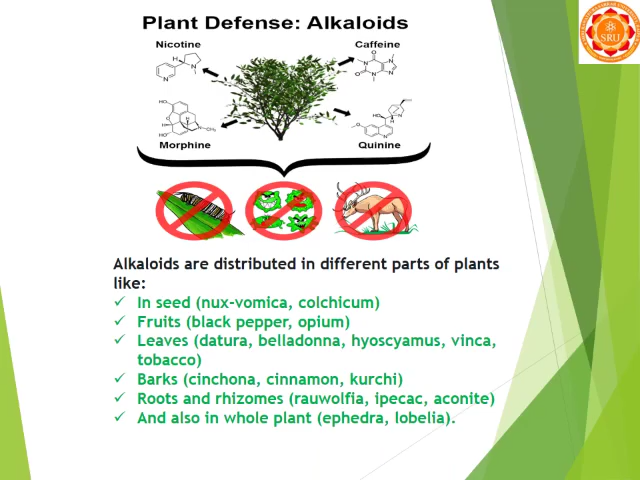 Plant Defense: Alkaloids
Nicotine
Caffeine
Morphine
Quinine
SRU
Alkaloids are distributed in different parts of plants
like:
✓ In seed (nux-vomica, colchicum)
✓ Fruits (black pepper, opium)
✓ Leaves (datura, belladonna, hyoscyamus, vinca,
tobacco)
✓ Barks (cinchona, cinnamon, kurchi)
✓ Roots and rhizomes (rauwolfia, ipecac, aconite)
✓ And also in whole plant (ephedra, lobelia).